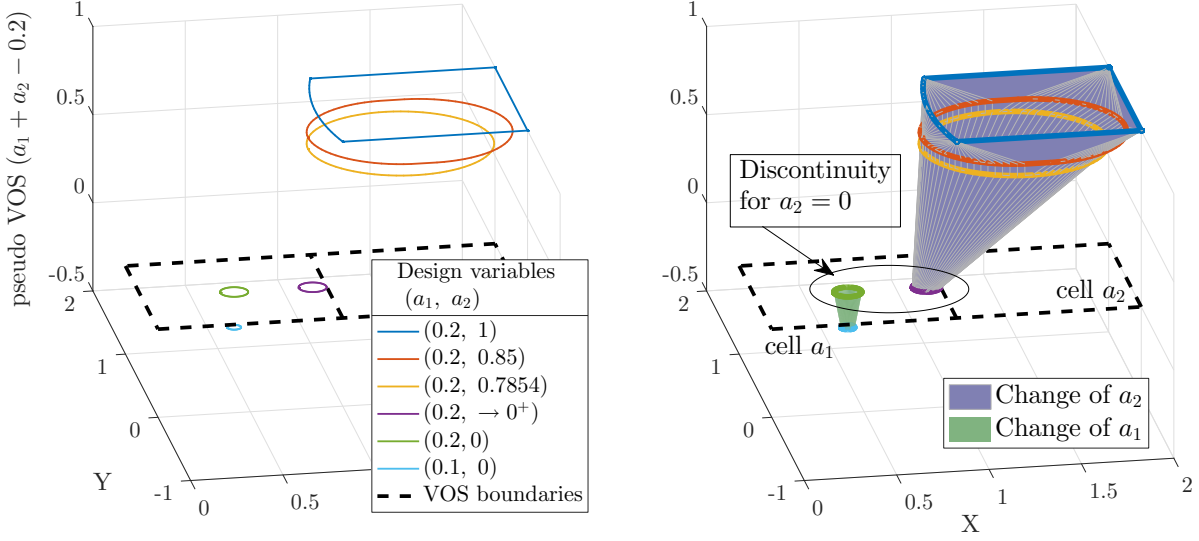 pseudo VOS (a₁ + a₂ − 0.2)
1
0.5
0
-0.5
2
1
0
-1
Y
0
0.5
Design variables
(a₁, a₂)
(0.2, 1)
(0.2, 0.85)
(0.2, 0.7854)
(0.2, → 0⁺)
(0.2, 0)
(0.1, 0)
VOS boundaries
1
0.5
0
-0.5
2
1
0
-1
0
0.5
1
1.5
2
X
Discontinuity
for a₂ = 0
cell a₂
cell a₁
Change of a₂
Change of a₁